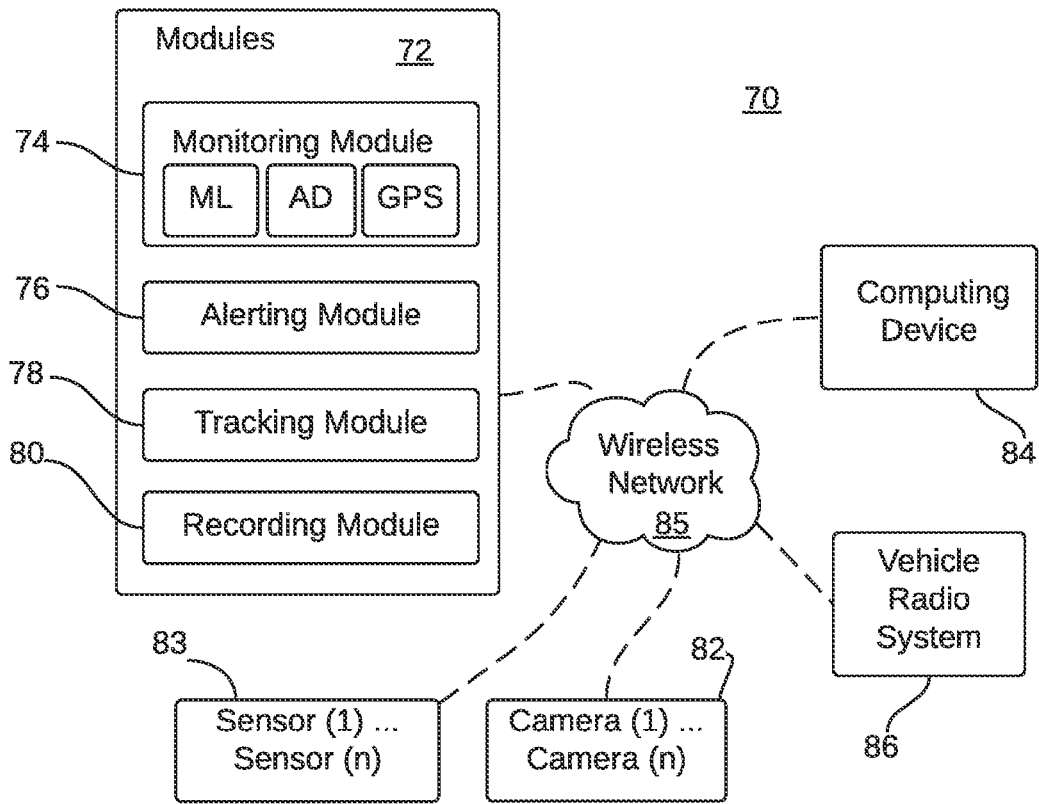 Modules
72
70
74
Monitoring Module
ML
AD
GPS
76
Alerting Module
78
Tracking Module
80
Recording Module
Computing
Device
84
Wireless
Network
85
Vehicle
Radio
System
86
83
Sensor (1) ...
Sensor (n)
82
Camera (1) ...
Camera (n)